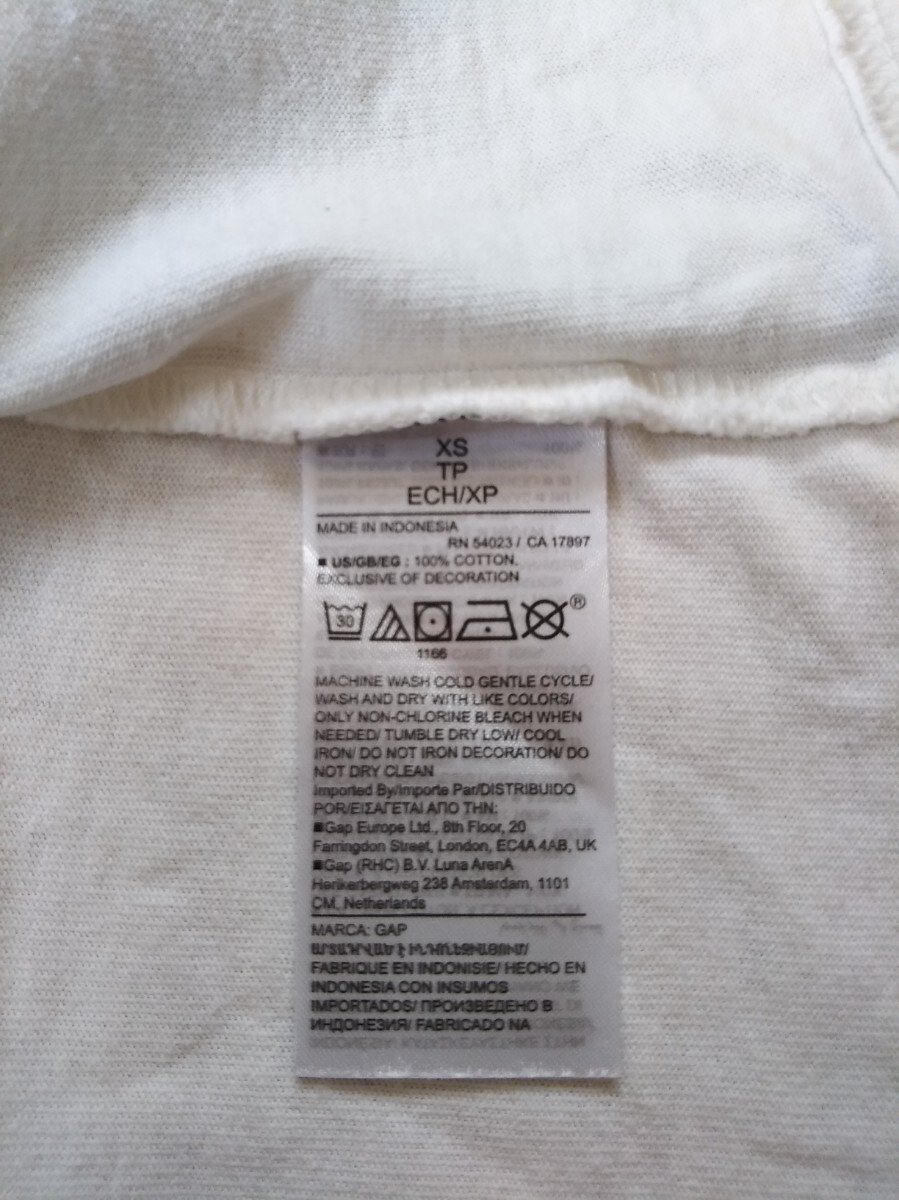 XS
TP
ECH/XP
MADE IN INDONESIA
RN 54023 / CA 17897
■ US/GB/EG : 100% COTTON,
EXCLUSIVE OF DECORATION
30
®
1166
MACHINE WASH COLD GENTLE CYCLE/
WASH AND DRY WITH LIKE COLORS/
ONLY NON-CHLORINE BLEACH WHEN
NEEDED/ TUMBLE DRY LOW/ COOL
IRON/ DO NOT IRON DECORATION/ DO
NOT DRY CLEAN
Imported By/Importe Par/DISTRIBUIDO
POR/ΕΙΣΑΓΕΤΑΙ ΑΠΟ ΤΗΝ:
■Gap Europe Ltd., 8th Floor, 20
Farringdon Street, London, EC4A 4AB, UK
■Gap (RHC) B.V. Luna ArenA
Herikerbergweg 238 Amsterdam, 1101
CM, Netherlands
MARCA: GAP
FABRIQUE EN INDONISIE/ HECHO EN
INDONESIA CON INSUMOS
IMPORTADOS/ ПРОИЗВЕДЕНО В
ИНДОНЕЗИЯ/ FABRICADO NA